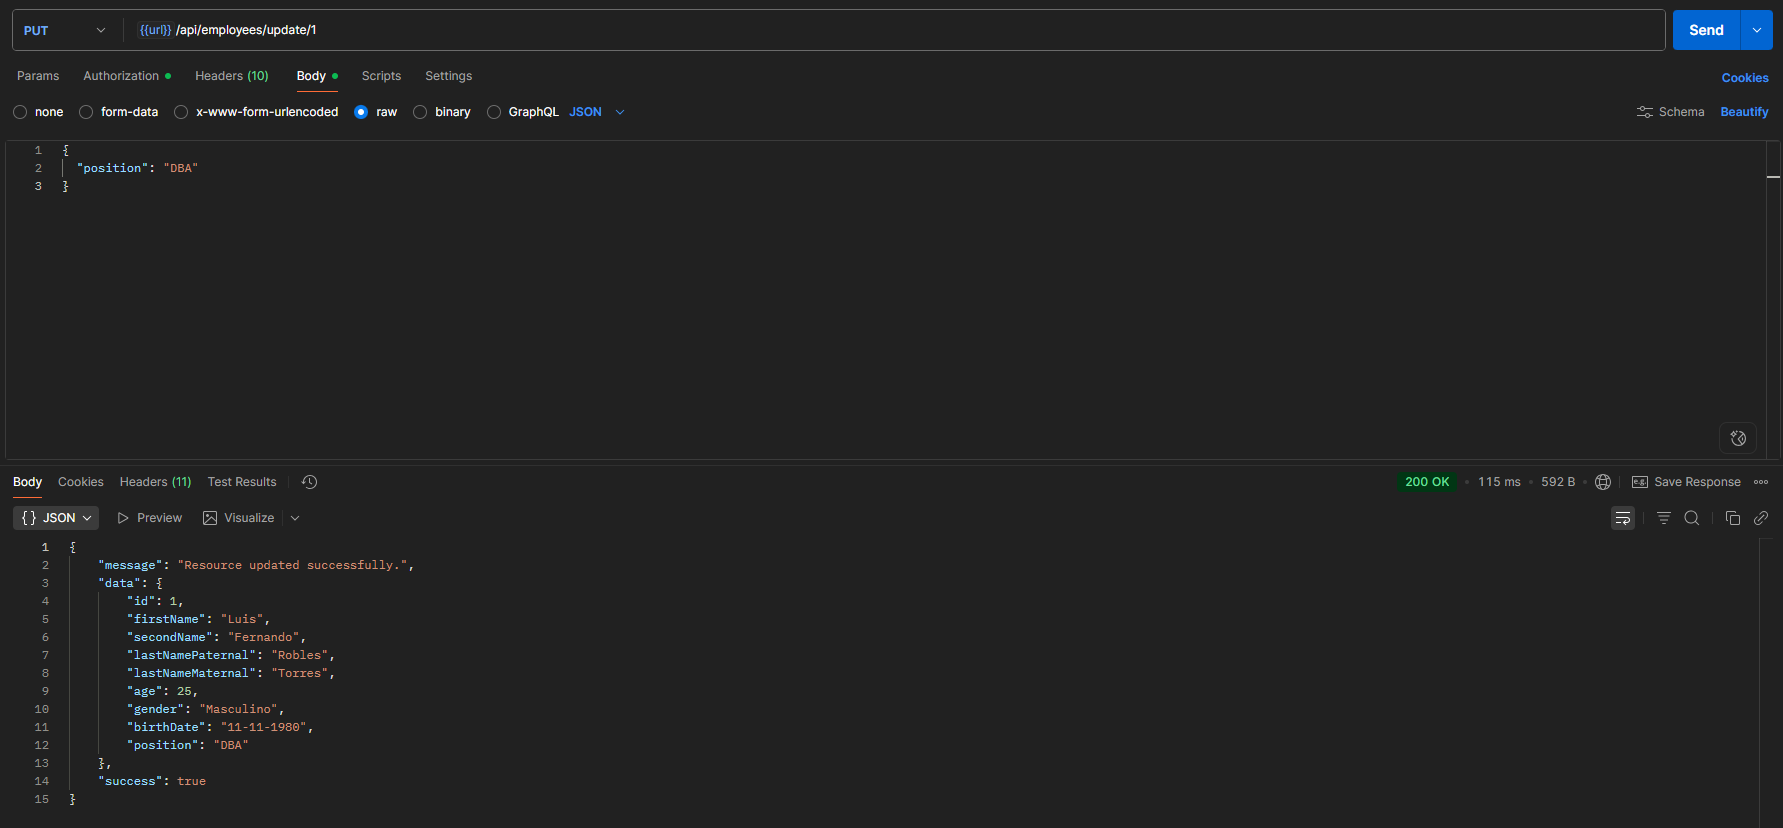 PUT {{url}} /api/employees/update/1 Send
Params Authorization Headers (10) Body Scripts Settings Cookies
none form-data x-www-form-urlencoded raw binary GraphQL JSON Schema Beautify
1 {
2 "position": "DBA"
3 }
Body Cookies Headers (11) Test Results 200 OK 115 ms 592 B e.g. Save Response
{} JSON Preview Visualize
1 {
2 "message": "Resource updated successfully.",
3 "data": {
4 "id": 1,
5 "firstName": "Luis",
6 "secondName": "Fernando",
7 "lastNamePaternal": "Robles",
8 "lastNameMaternal": "Torres",
9 "age": 25,
10 "gender": "Masculino",
11 "birthDate": "11-11-1980",
12 "position": "DBA"
13 },
14 "success": true
15 }